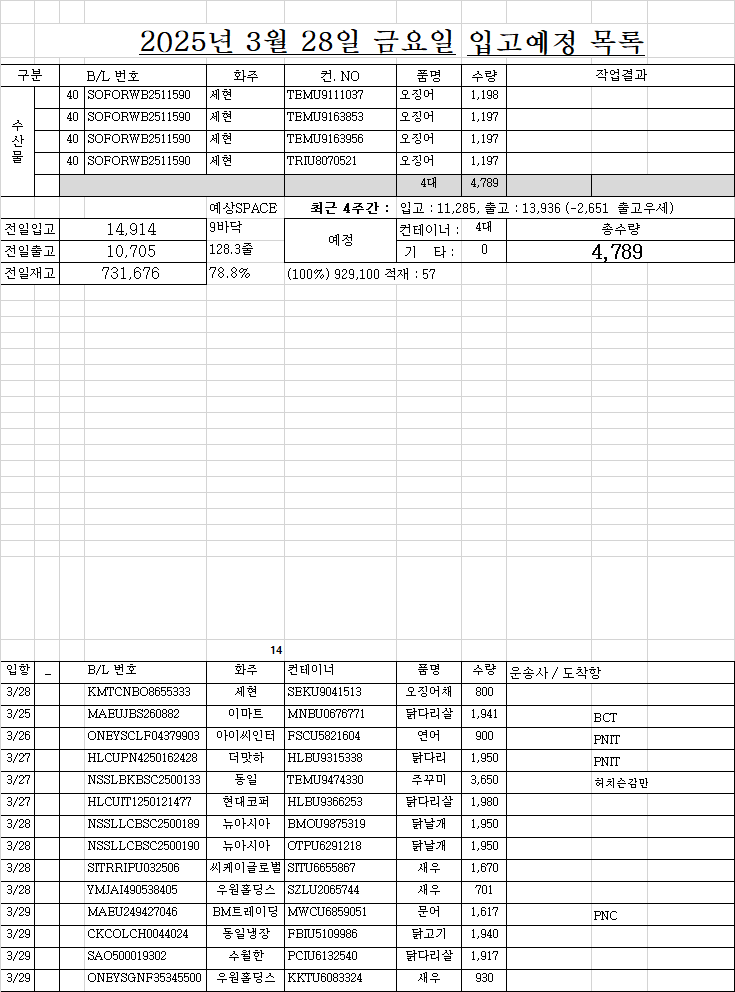 2025년 3월 28일 금요일 입고예정 목록
구분 B/L 번호 화주 컨. NO 품명 수량 작업결과
수산물
40 SOFORWB2511590 세현 TBMU9111037 오징어 1,198
40 SOFORWB2511590 세현 TEMU9163853 오징어 1,197
40 SOFORWB2511590 세현 TEMU9163956 오징어 1,197
40 SOFORWB2511590 세현 TRIU8070521 오징어 1,197
4대 4,789
예상SPACE 최근 4주간 : 입고 : 11,285, 출고 : 13,936 (-2,651 출고우세)
전일입고 14,914 9바닥 예정 컨테이너 : 4대 총수량
전일출고 10,705 128.3줄 기 타 : 0 4,789
전일재고 731,676 78.8% (100%) 929,100 적재 : 57
14
입항 _ B/L 번호 화주 컨테이너 품명 수량 운송사 / 도착항
3/28 KMTCNBO8655333 세현 SEKU9041513 오징어채 800
3/25 MAEUJBS260882 이마트 MNBU0676771 닭다리살 1,941 BCT
3/26 ONEYSCLF04379903 아이씨인터 FSCU5821604 연어 900 PNIT
3/27 HLCUPN4250162428 더맛하 HLBU9315338 닭다리 1,950 PNIT
3/27 NSSLBKBSC2500133 동일 TEMU9474330 주꾸미 3,650 허치슨감만
3/27 HLCUIT1250121477 현대코퍼 HLBU9366253 닭다리살 1,980
3/28 NSSLLCBSC2500189 뉴아시아 BMOU9875319 닭날개 1,950
3/28 NSSLLCBSC2500190 뉴아시아 OTPU6291218 닭날개 1,950
3/28 SITRRIPU032506 씨케이글로벌 SITU6655867 새우 1,670
3/28 YMJAI490538405 우원홀딩스 SZLU2065744 새우 701
3/29 MAEU249427046 BM트레이딩 MWCU6859051 문어 1,617 PNC
3/29 CKCOLCH0044024 동일냉장 FBIU5109986 닭고기 1,940
3/29 SAO500019302 수월한 PCIU6132540 닭다리살 1,917
3/29 ONEYSGNF35345500 우원홀딩스 KKTU6083324 새우 930